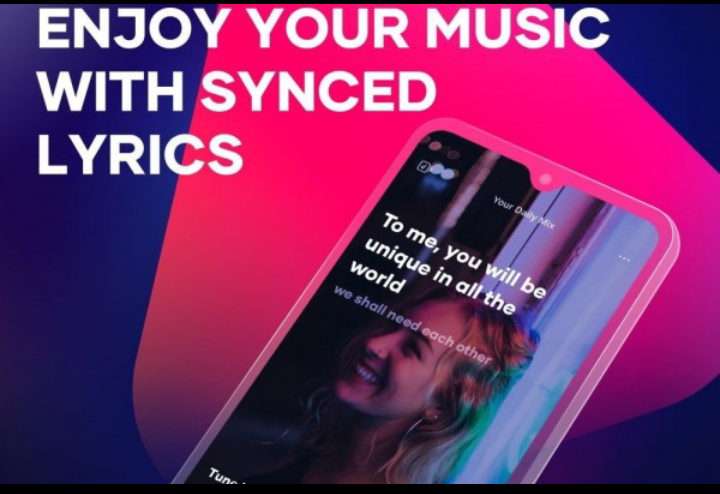 ENJOY YOUR MUSIC
WITH SYNCED
LYRICS
Your Daily Mix
To me, you will be
unique in all the
world
we shall need each other